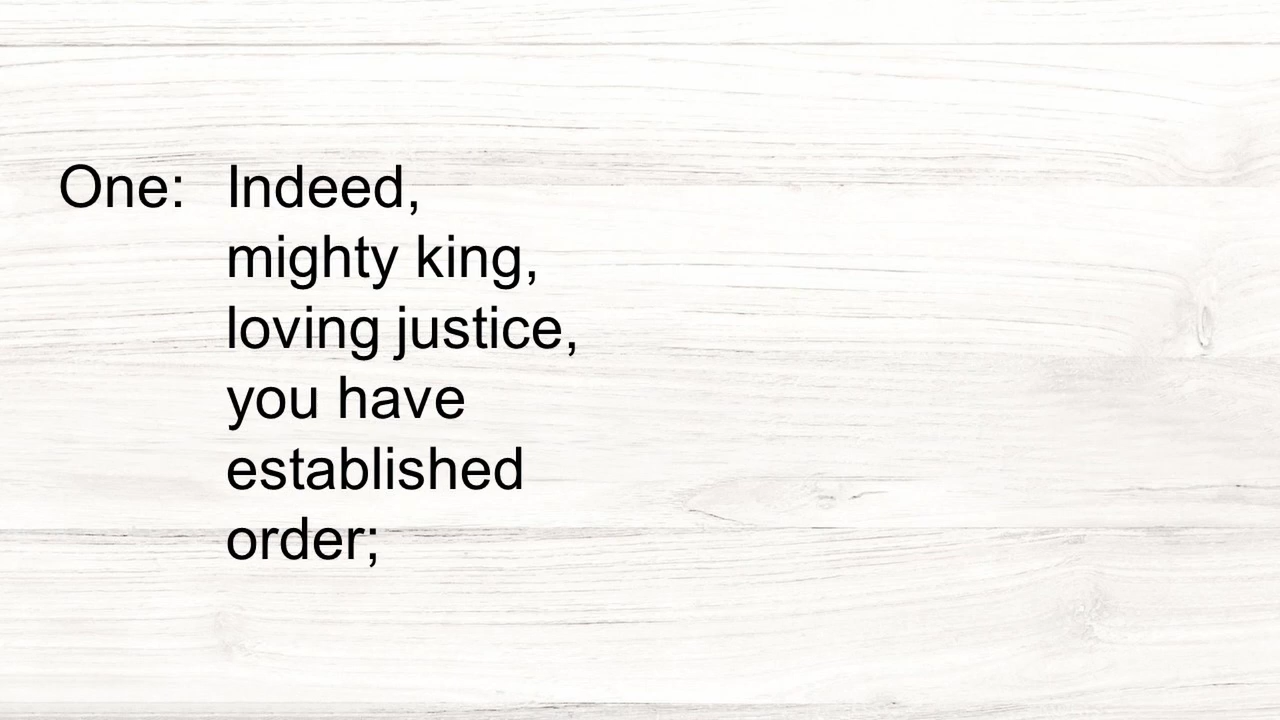 One: Indeed,
mighty king,
loving justice,
you have
established
order;